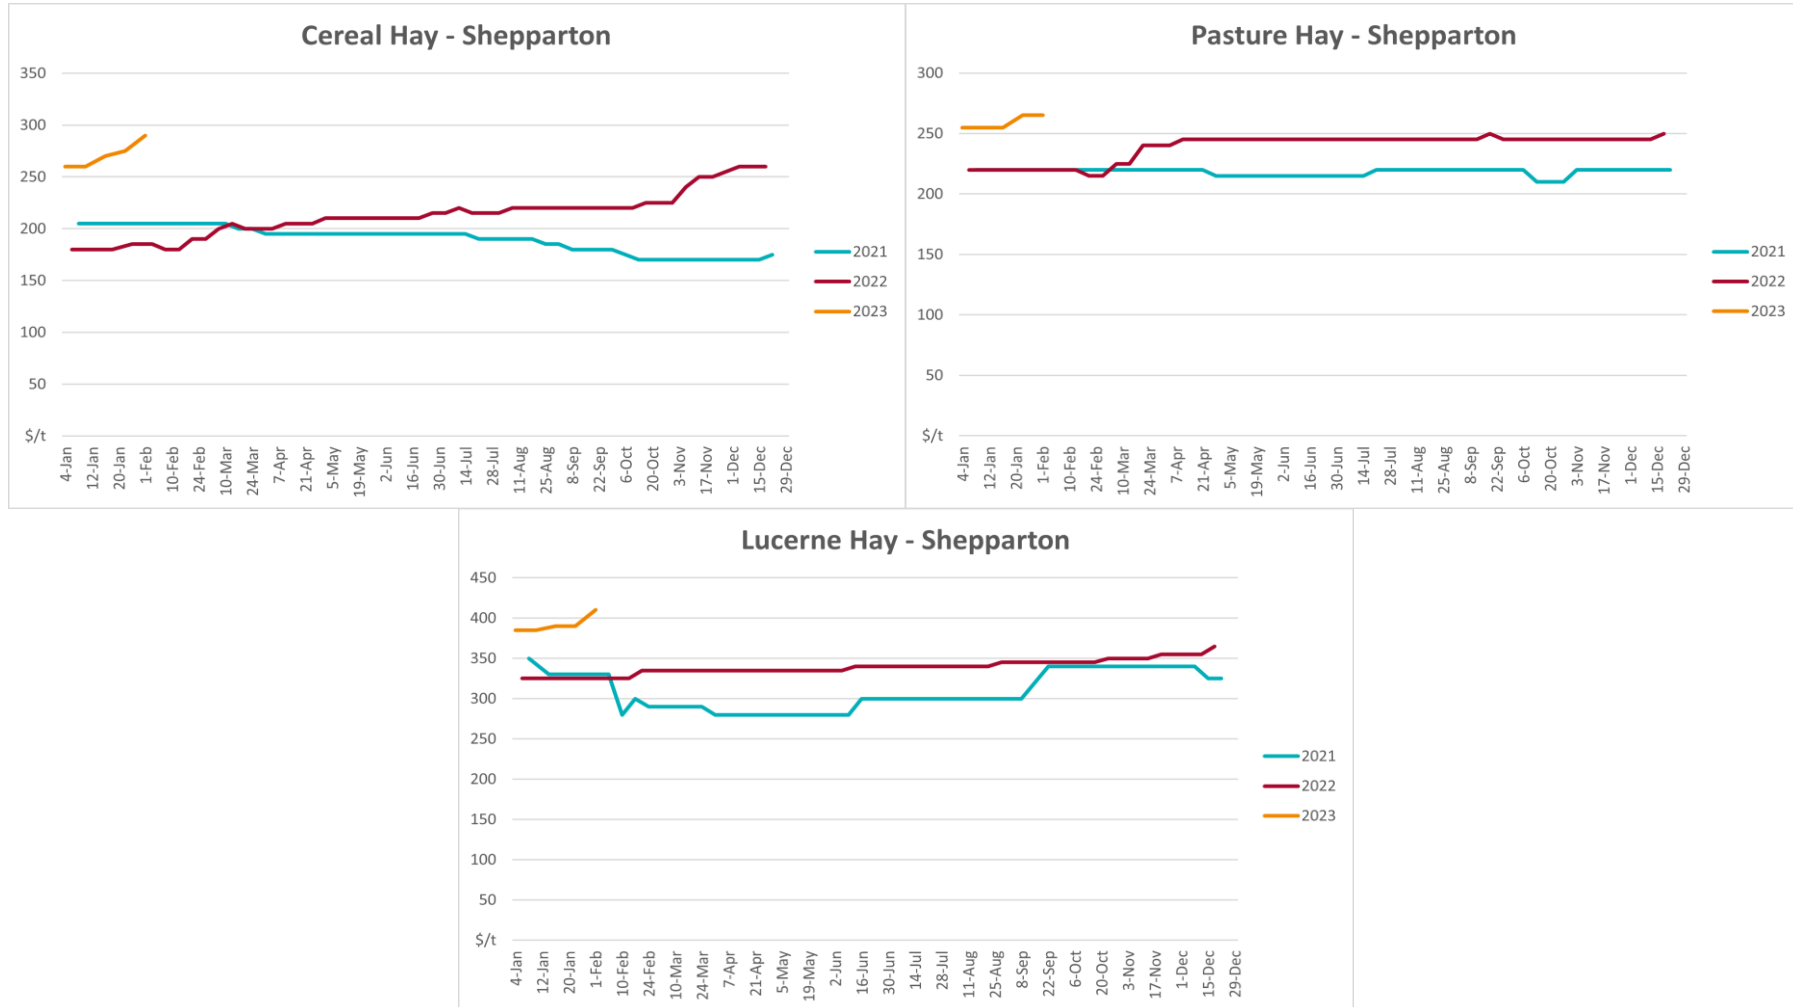 Cereal Hay - Shepparton
350
300
250
200
150
100
50
$/t
4-Jan
12-Jan
20-Jan
1-Feb
10-Feb
24-Feb
10-Mar
24-Mar
7-Apr
21-Apr
5-May
19-May
2-Jun
16-Jun
30-Jun
14-Jul
28-Jul
11-Aug
25-Aug
8-Sep
22-Sep
6-Oct
20-Oct
3-Nov
17-Nov
1-Dec
15-Dec
29-Dec
2021
2022
2023
Pasture Hay - Shepparton
300
250
200
150
100
50
$/t
4-Jan
12-Jan
20-Jan
1-Feb
10-Feb
24-Feb
10-Mar
24-Mar
7-Apr
21-Apr
5-May
19-May
2-Jun
16-Jun
30-Jun
14-Jul
28-Jul
11-Aug
25-Aug
8-Sep
22-Sep
6-Oct
20-Oct
3-Nov
17-Nov
1-Dec
15-Dec
29-Dec
2021
2022
2023
Lucerne Hay - Shepparton
450
400
350
300
250
200
150
100
50
$/t
4-Jan
12-Jan
20-Jan
1-Feb
10-Feb
24-Feb
10-Mar
24-Mar
7-Apr
21-Apr
5-May
19-May
2-Jun
16-Jun
30-Jun
14-Jul
28-Jul
11-Aug
25-Aug
8-Sep
22-Sep
6-Oct
20-Oct
3-Nov
17-Nov
1-Dec
15-Dec
29-Dec
2021
2022
2023